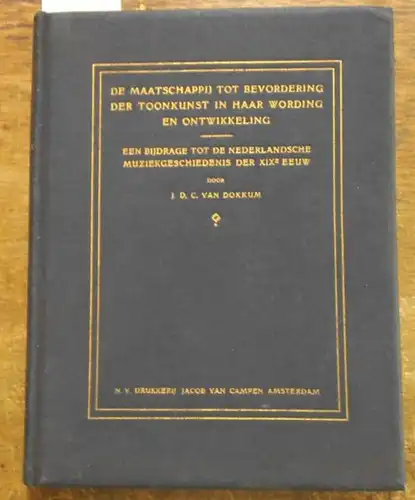 DE MAATSCHAPPIJ TOT BEVORDERING
DER TOONKUNST IN HAAR WORDING
EN ONTWIKKELING
EEN BIJDRAGE TOT DE NEDERLANDSCHE
MUZIEKGESCHIEDENIS DER XIXE EEUW
DOOR
J. D. C. VAN DOKKUM
N. V. DRUKKERIJ JACOB VAN CAMPEN AMSTERDAM